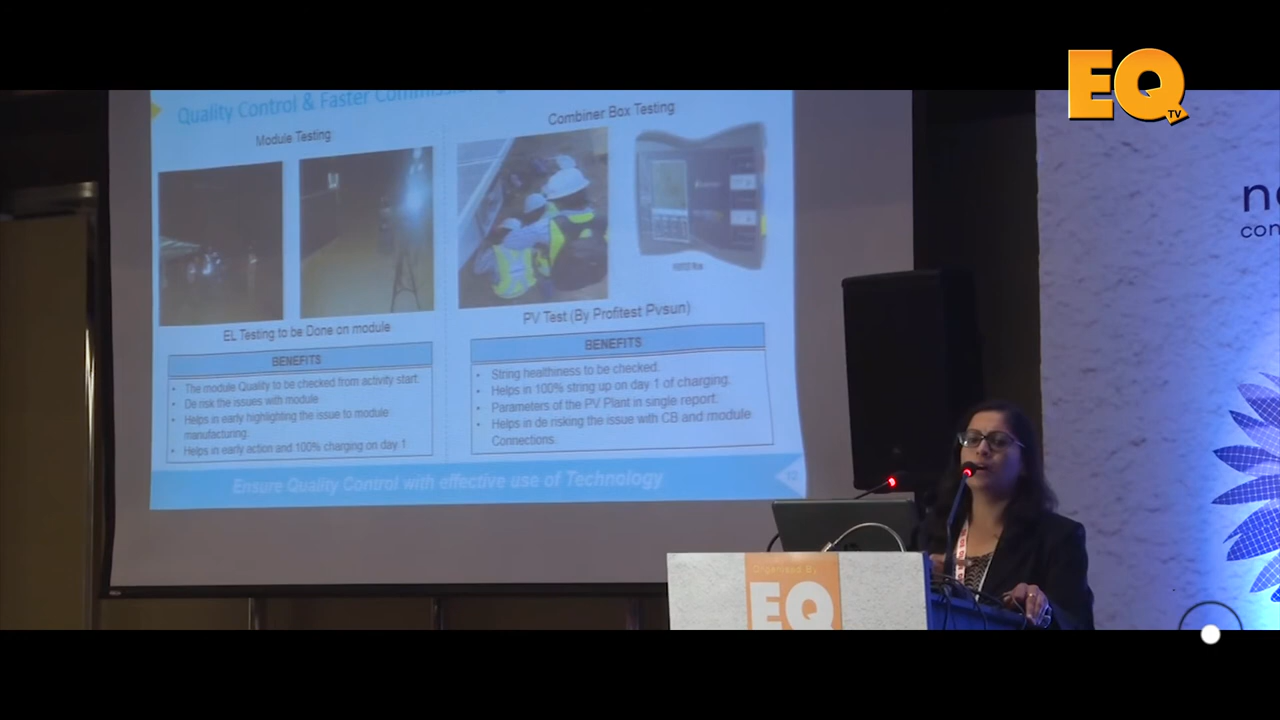 EQ
TV
Quality Control & Faster
Module Testing
Combiner Box Testing
EL Testing to be Done on module
PV Test (By Profitest Pvsun)
BENEFITS
• The module Quality to be checked from activity start.
• De risk the issues with module
• Helps in early highlighting the issue to module
manufacturing.
• Helps in early action and 100% charging on day 1
BENEFITS
• String healthiness to be checked.
• Helps in 100% string up on day 1 of charging.
• Parameters of the PV Plant in single report.
• Helps in de risking the issue with CB and module
Connections.
Ensure Quality Control with effective use of Technology
Organised By
EQ